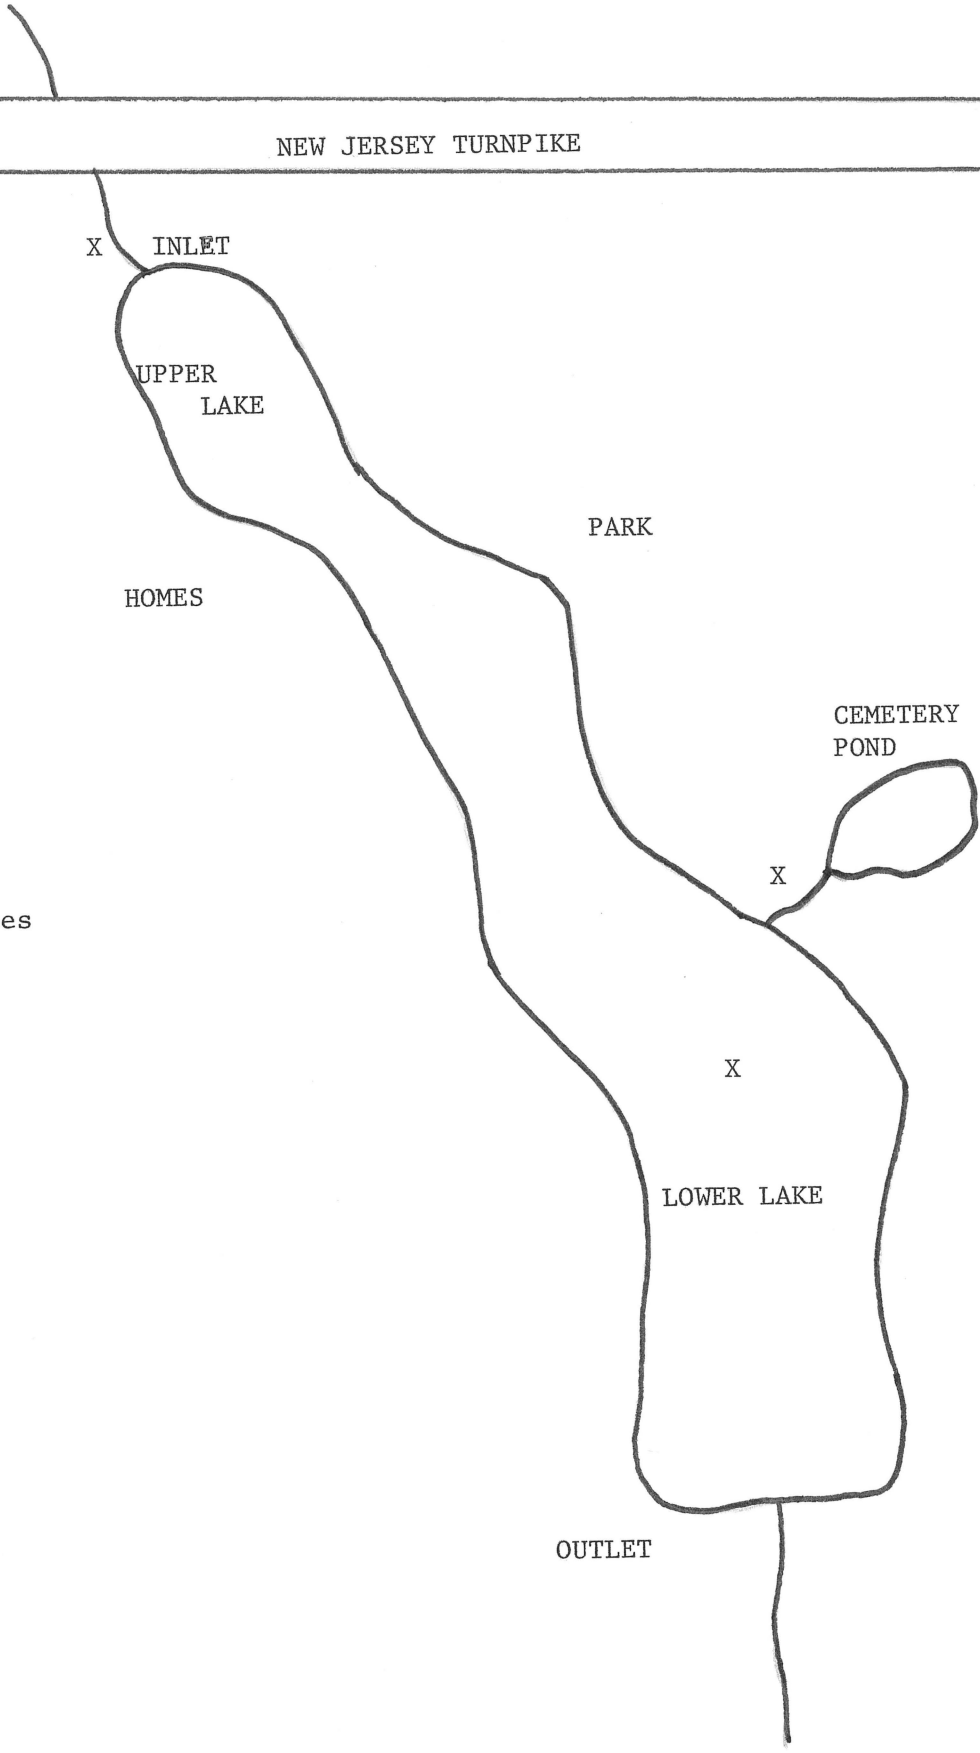 NEW JERSEY TURNPIKE
X INLET
UPPER
LAKE
PARK
HOMES
CEMETERY
POND
X
es
X
LOWER LAKE
OUTLET